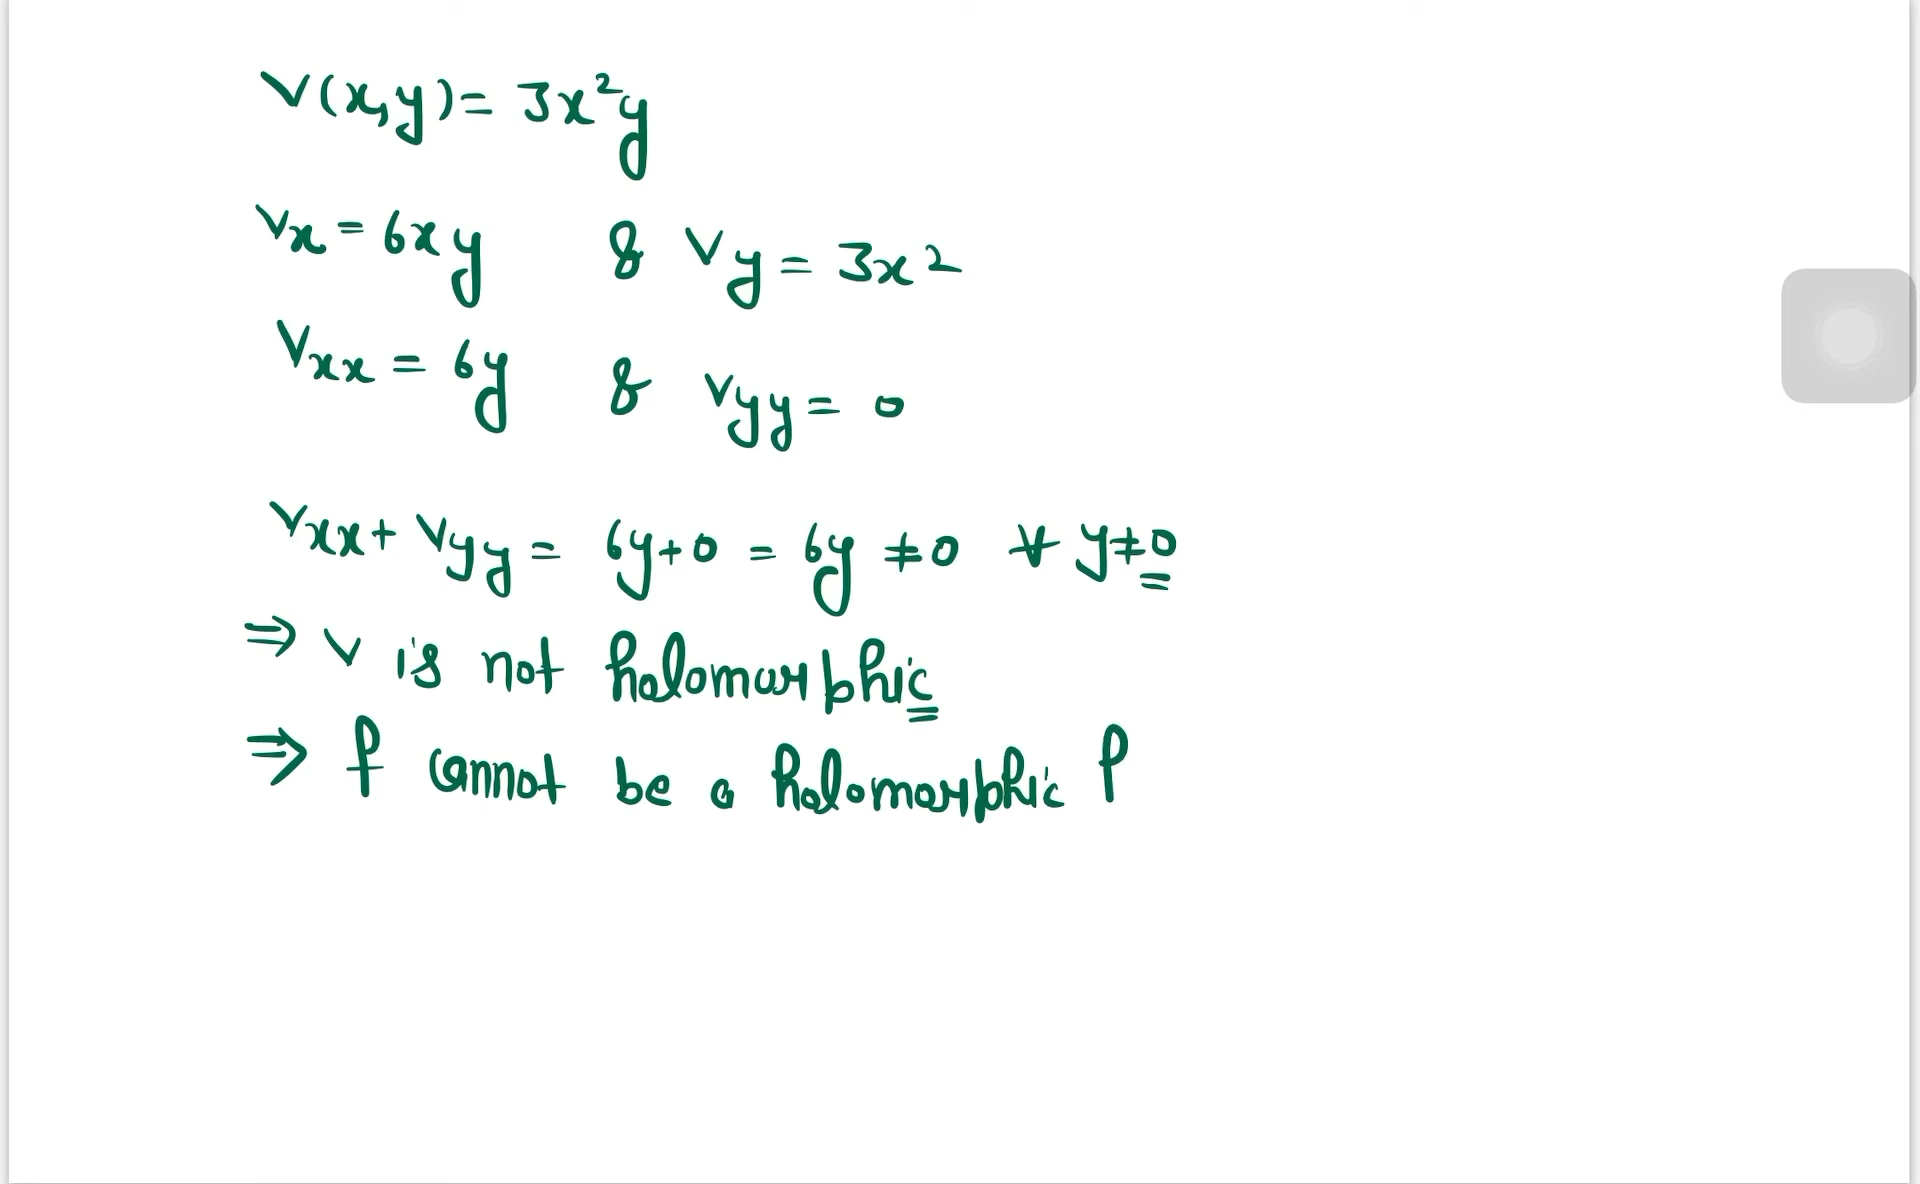 V(x,y) = 3x²y
Vx = 6xy & Vy = 3x²
Vxx = 6y & Vyy = 0
Vxx + Vyy = 6y+0 = 6y ≠ 0 ∀ y≠0
⇒ V is not holomorphic
⇒ f cannot be a holomorphic f